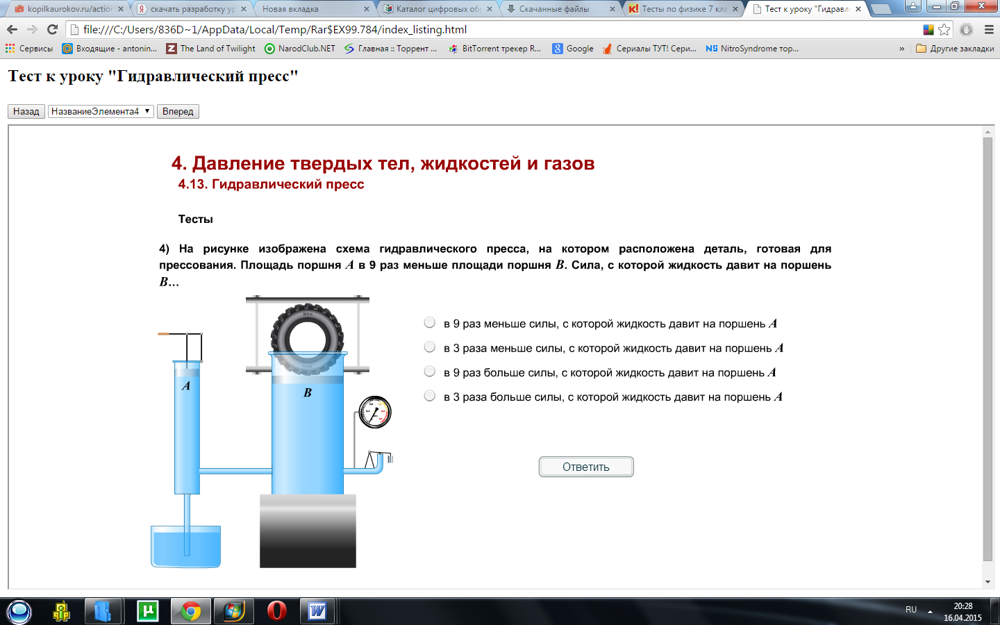 kopilkaurokov.ru/action
скачать разработку ур
Новая вкладка
Каталог цифровых об
Скачанные файлы
Тесты по физике 7 кла
Тест к уроку "Гидравл
file:///C:/Users/836D~1/AppData/Local/Temp/Rar$EX99.784/index_listing.html
Сервисы
Входящие - antonin...
The Land of Twilight
NarodClub.NET
Главная :: Торрент ...
BitTorrent трекер R...
Google
Сериалы ТУТ! Сери...
NitroSyndrome тор...
»
Другие закладки
Тест к уроку "Гидравлический пресс"
Назад
НазваниеЭлемента4
Вперед
4. Давление твердых тел, жидкостей и газов
4.13. Гидравлический пресс
Тесты
4) На рисунке изображена схема гидравлического пресса, на котором расположена деталь, готовая для
прессования. Площадь поршня A в 9 раз меньше площади поршня B. Сила, с которой жидкость давит на поршень
B…
A
B
в 9 раз меньше силы, с которой жидкость давит на поршень A
в 3 раза меньше силы, с которой жидкость давит на поршень A
в 9 раз больше силы, с которой жидкость давит на поршень A
в 3 раза больше силы, с которой жидкость давит на поршень A
Ответить
qip
RU
20:28
16.04.2015